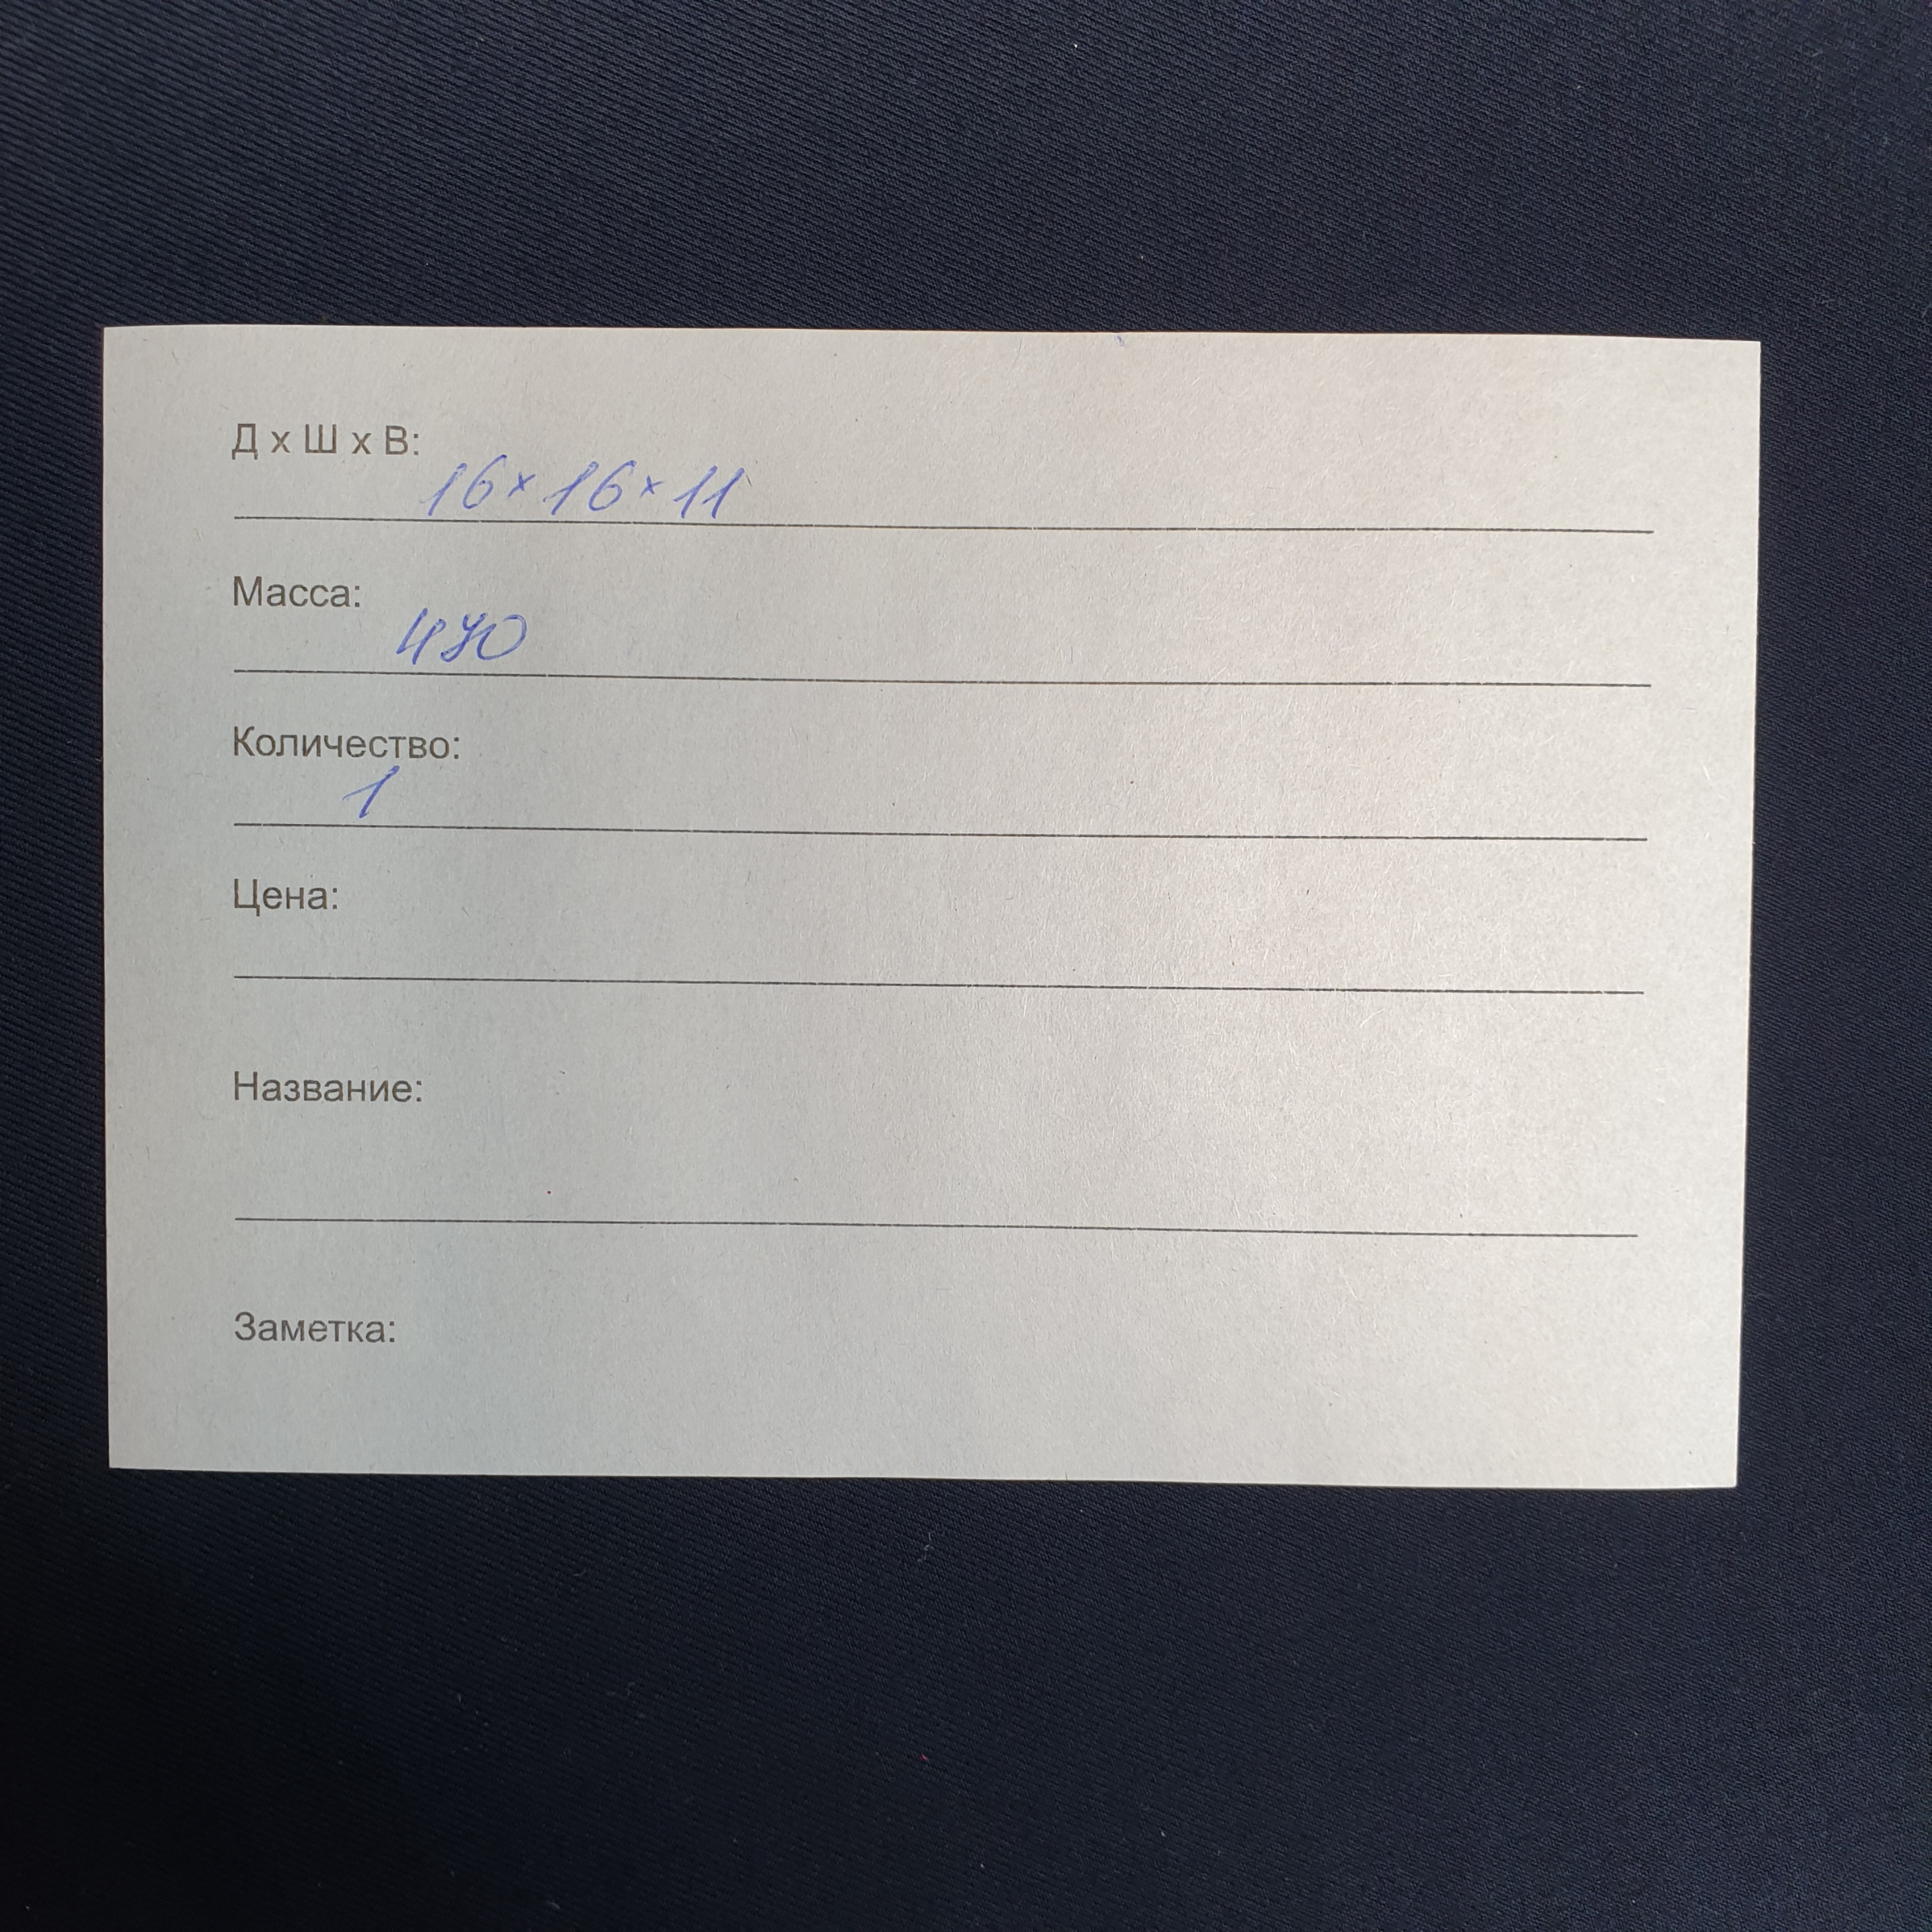 Д х Ш х В:
16×16×11
Масса:
470
Количество:
1
Цена:
Название:
Заметка: